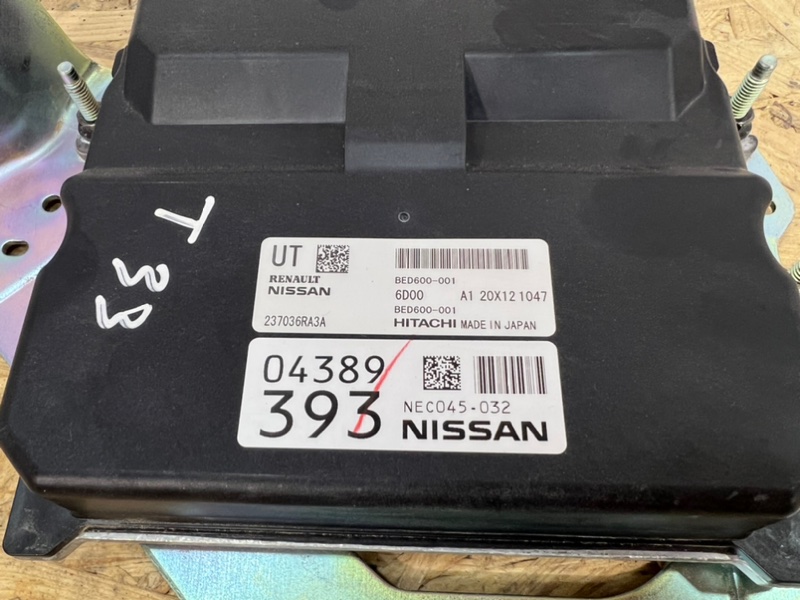 T33
UT
RENAULT
NISSAN
237036RA3A
BED600-001
6D00 A1 20X12 1047
BED600-001
HITACHI MADE IN JAPAN
04389
393
NEC045-032
NISSAN